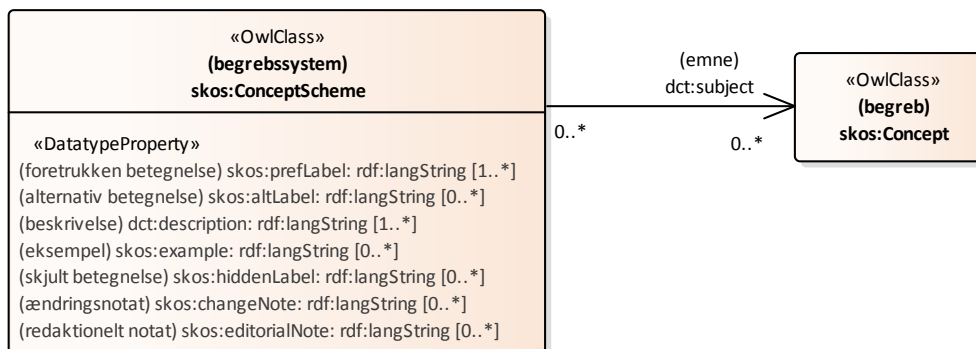 «OwlClass»
(begrebssystem)
skos:ConceptScheme
«DatatypeProperty»
(foretrukken betegnelse) skos:prefLabel: rdf:langString [1..*]
(alternativ betegnelse) skos:altLabel: rdf:langString [0..*]
(beskrivelse) dct:description: rdf:langString [1..*]
(eksempel) skos:example: rdf:langString [0..*]
(skjult betegnelse) skos:hiddenLabel: rdf:langString [0..*]
(ændringsnotat) skos:changeNote: rdf:langString [0..*]
(redaktionelt notat) skos:editorialNote: rdf:langString [0..*]
(emne)
dct:subject
0..*
0..*
«OwlClass»
(begreb)
skos:Concept